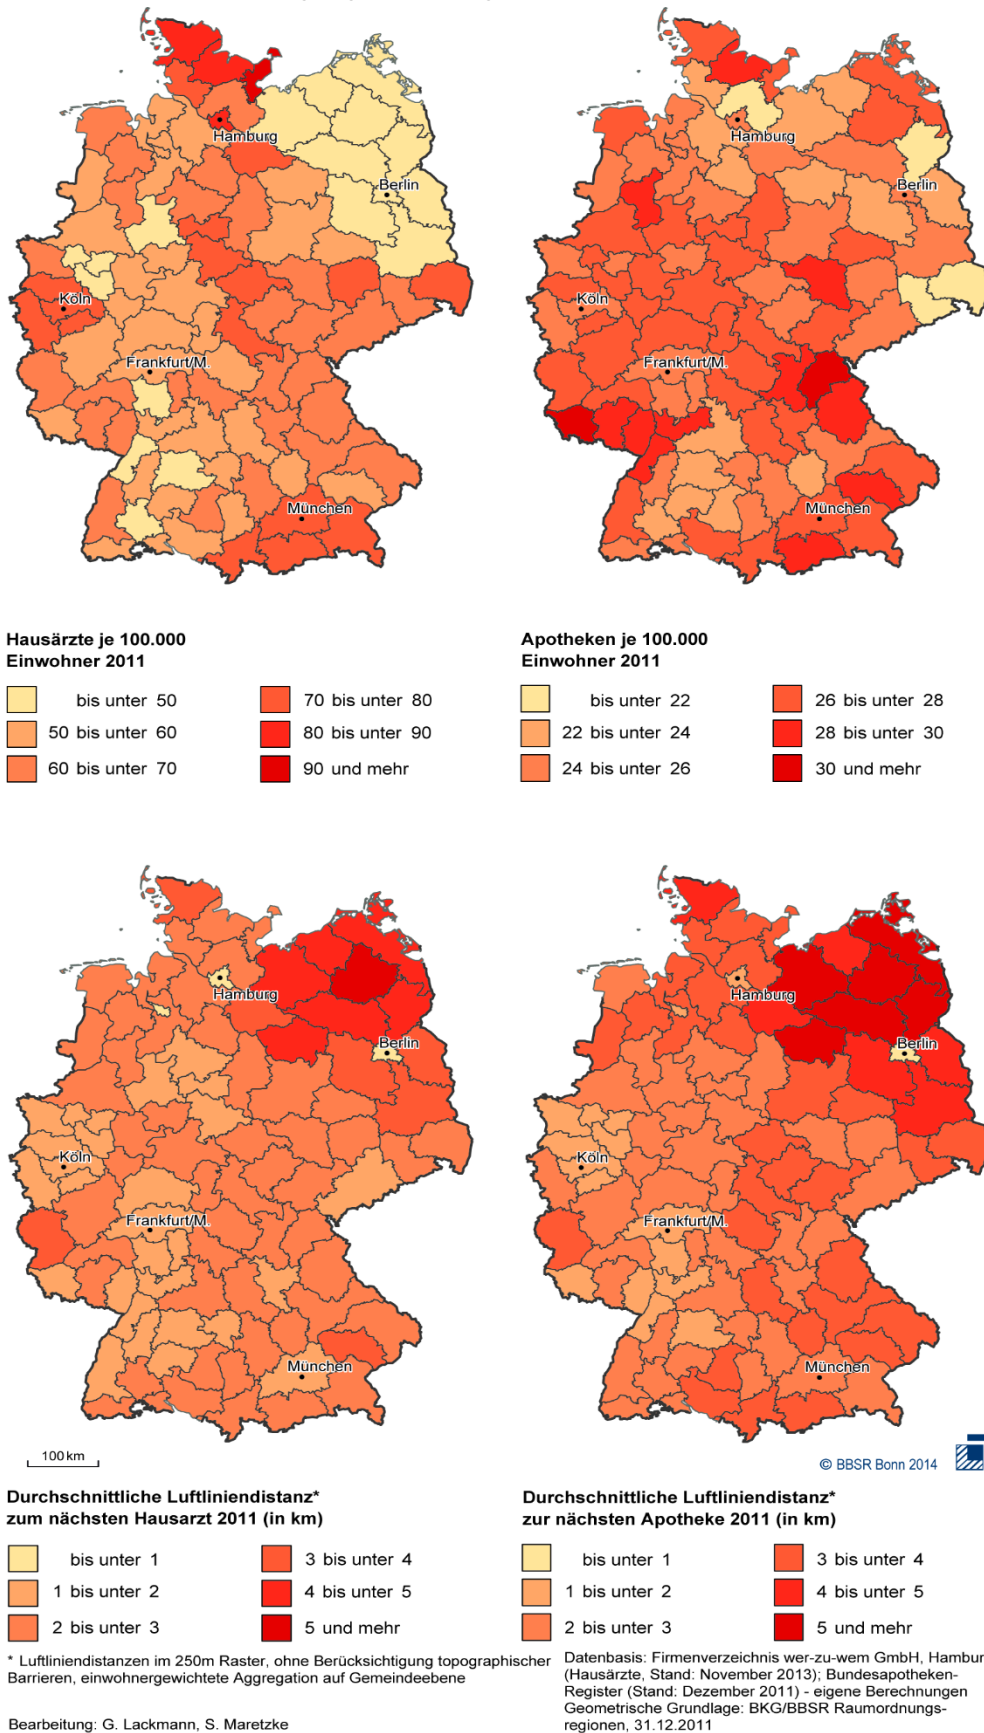 Hamburg
Berlin
Köln
Frankfurt/M.
München
Hamburg
Berlin
Köln
Frankfurt/M.
München
Hausärzte je 100.000
Einwohner 2011
bis unter 50
50 bis unter 60
60 bis unter 70
70 bis unter 80
80 bis unter 90
90 und mehr
Apotheken je 100.000
Einwohner 2011
bis unter 22
22 bis unter 24
24 bis unter 26
26 bis unter 28
28 bis unter 30
30 und mehr
Hamburg
Berlin
Köln
Frankfurt/M.
München
Hamburg
Berlin
Köln
Frankfurt/M.
München
100 km
© BBSR Bonn 2014
Durchschnittliche Luftliniendistanz*
zum nächsten Hausarzt 2011 (in km)
bis unter 1
1 bis unter 2
2 bis unter 3
3 bis unter 4
4 bis unter 5
5 und mehr
Durchschnittliche Luftliniendistanz*
zur nächsten Apotheke 2011 (in km)
bis unter 1
1 bis unter 2
2 bis unter 3
3 bis unter 4
4 bis unter 5
5 und mehr
* Luftliniendistanzen im 250m Raster, ohne Berücksichtigung topographischer
Barrieren, einwohnergewichtete Aggregation auf Gemeindeebene
Bearbeitung: G. Lackmann, S. Maretzke
Datenbasis: Firmenverzeichnis wer-zu-wem GmbH, Hambur
(Hausärzte, Stand: November 2013); Bundesapotheken-
Register (Stand: Dezember 2011) - eigene Berechnungen
Geometrische Grundlage: BKG/BBSR Raumordnungs-
regionen, 31.12.2011